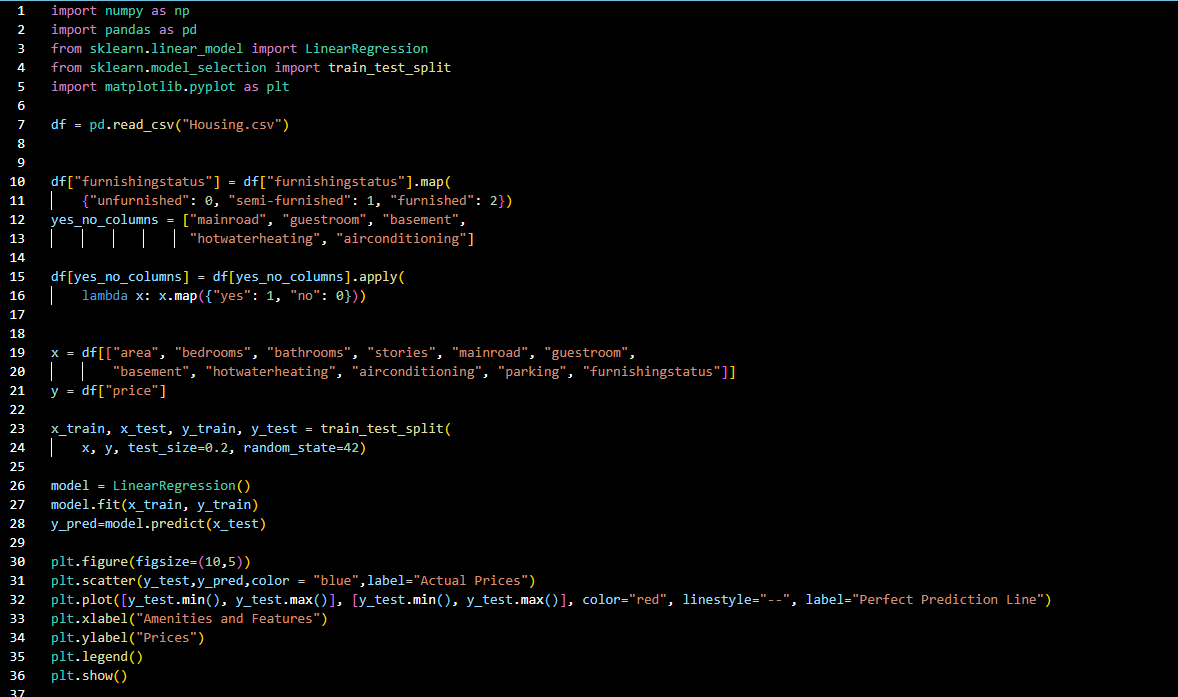 1 import numpy as np
2 import pandas as pd
3 from sklearn.linear_model import LinearRegression
4 from sklearn.model_selection import train_test_split
5 import matplotlib.pyplot as plt
6
7 df = pd.read_csv("Housing.csv")
8
9
10 df["furnishingstatus"] = df["furnishingstatus"].map(
11     {"unfurnished": 0, "semi-furnished": 1, "furnished": 2})
12 yes_no_columns = ["mainroad", "guestroom", "basement",
13                   "hotwaterheating", "airconditioning"]
14
15 df[yes_no_columns] = df[yes_no_columns].apply(
16     lambda x: x.map({"yes": 1, "no": 0}))
17
18
19 x = df[["area", "bedrooms", "bathrooms", "stories", "mainroad", "guestroom",
20         "basement", "hotwaterheating", "airconditioning", "parking", "furnishingstatus"]]
21 y = df["price"]
22
23 x_train, x_test, y_train, y_test = train_test_split(
24     x, y, test_size=0.2, random_state=42)
25
26 model = LinearRegression()
27 model.fit(x_train, y_train)
28 y_pred=model.predict(x_test)
29
30 plt.figure(figsize=(10,5))
31 plt.scatter(y_test,y_pred,color = "blue",label="Actual Prices")
32 plt.plot([y_test.min(), y_test.max()], [y_test.min(), y_test.max()], color="red", linestyle="--", label="Perfect Prediction Line")
33 plt.xlabel("Amenities and Features")
34 plt.ylabel("Prices")
35 plt.legend()
36 plt.show()
37